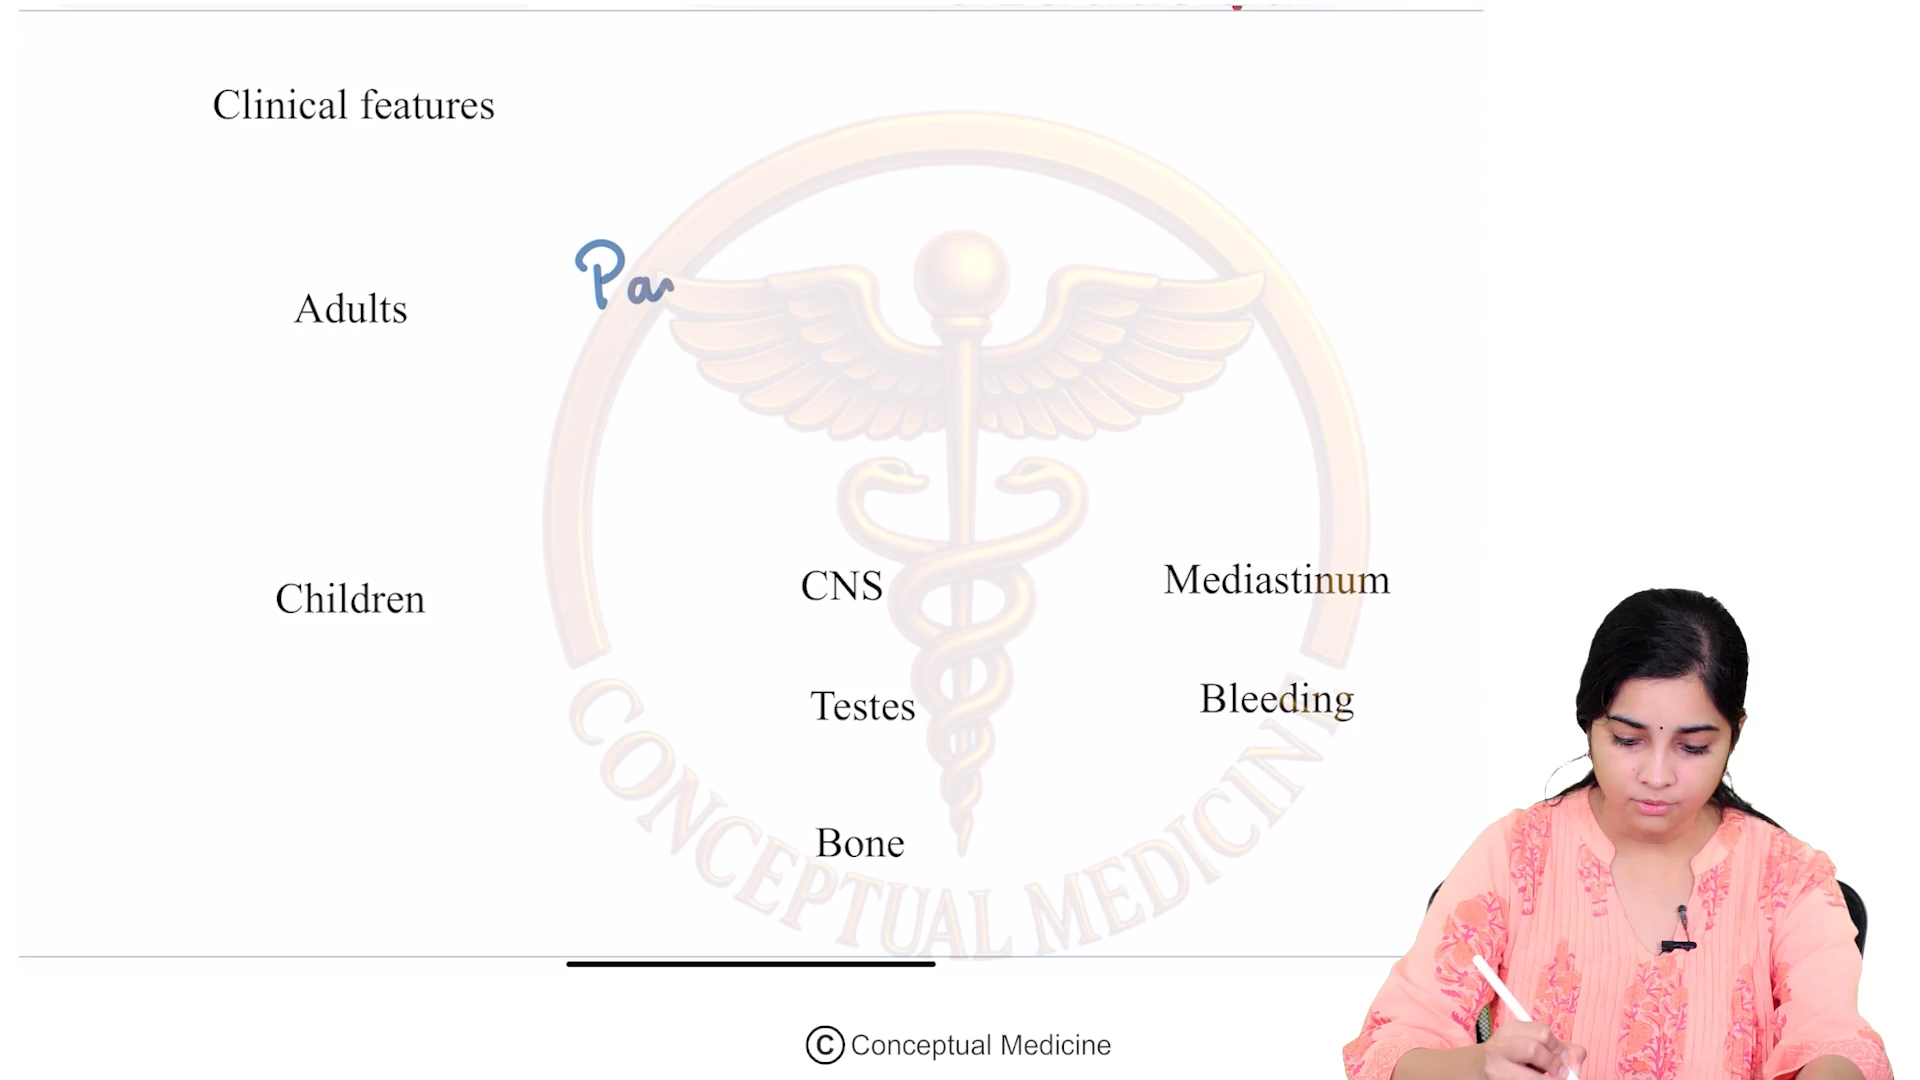 Clinical features
Pa
Adults
Children
CNS
Mediastinum
Testes
Bleeding
Bone
CONCEPTUAL MEDICINE
© Conceptual Medicine